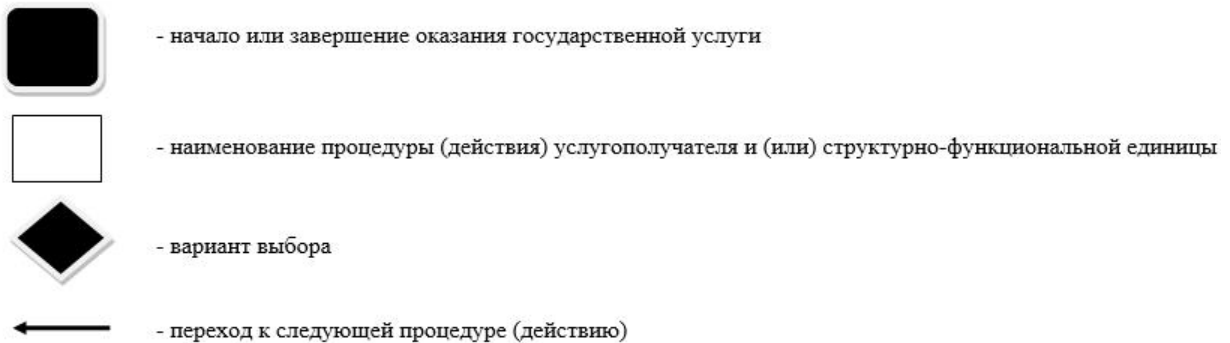 - начало или завершение оказания государственной услуги
- наименование процедуры (действия) услугополучателя и (или) структурно-функциональной единицы
- вариант выбора
- переход к следующей процедуре (действию)